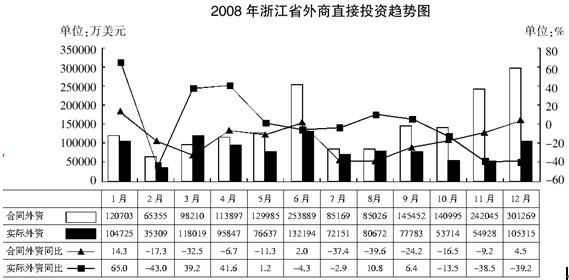 2008 年浙江省外商直接投资趋势图
单位：万美元 单位：%
350000 80
300000 60
250000 40
200000 20
150000 0
100000 −20
50000 −40
0 −60
1月 2月 3月 4月 5月 6月 7月 8月 9月 10月 11月 12月
合同外资 120703 65355 98210 113897 129985 253889 85169 85026 145452 140995 242045 301269
实际外资 104725 35309 118019 95847 76637 132194 72151 80672 77783 53714 54928 105315
合同外资同比 14.3 −17.3 −32.5 −6.7 −11.3 2.0 −37.4 −39.6 −24.2 −16.5 −9.2 4.5
实际外资同比 65.0 −43.0 39.2 41.6 1.2 −4.3 −2.9 10.8 6.4 −13.5 −38.5 −39.2